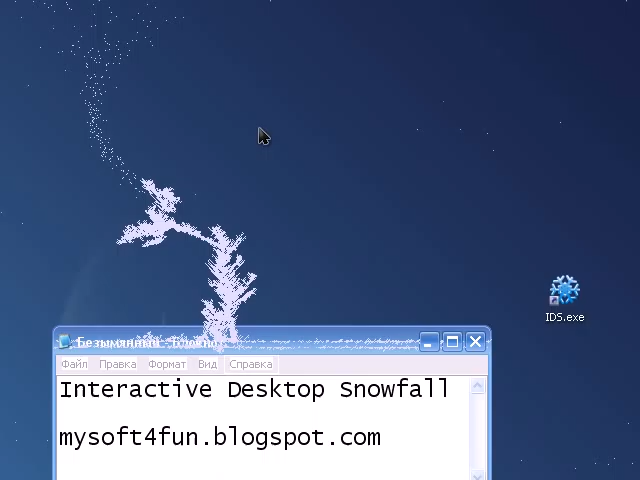 IDS.exe
Безымянный - Блокнот
Файл Правка Формат Вид Справка
Interactive Desktop Snowfall
mysoft4fun.blogspot.com